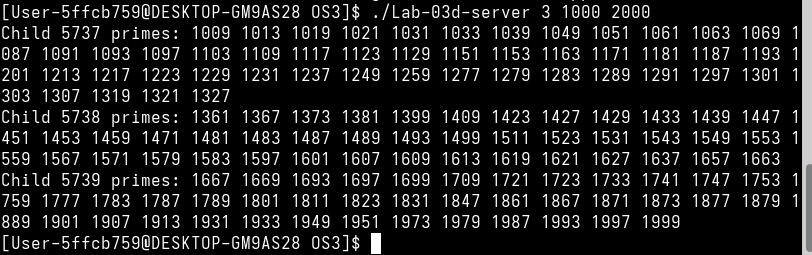 [User-5ffcb759@DESKTOP-GM9AS28 OS3]$ ./Lab-03d-server 3 1000 2000
Child 5737 primes: 1009 1013 1019 1021 1031 1033 1039 1049 1051 1061 1063 1069 1
087 1091 1093 1097 1103 1109 1117 1123 1129 1151 1153 1163 1171 1181 1187 1193 1
201 1213 1217 1223 1229 1231 1237 1249 1259 1277 1279 1283 1289 1291 1297 1301 1
303 1307 1319 1321 1327
Child 5738 primes: 1361 1367 1373 1381 1399 1409 1423 1427 1429 1433 1439 1447 1
451 1453 1459 1471 1481 1483 1487 1489 1493 1499 1511 1523 1531 1543 1549 1553 1
559 1567 1571 1579 1583 1597 1601 1607 1609 1613 1619 1621 1627 1637 1657 1663
Child 5739 primes: 1667 1669 1693 1697 1699 1709 1721 1723 1733 1741 1747 1753 1
759 1777 1783 1787 1789 1801 1811 1823 1831 1847 1861 1867 1871 1873 1877 1879 1
889 1901 1907 1913 1931 1933 1949 1951 1973 1979 1987 1993 1997 1999
[User-5ffcb759@DESKTOP-GM9AS28 OS3]$